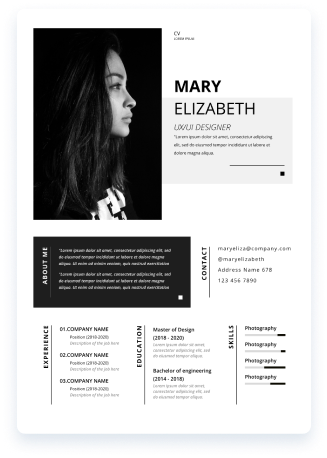 CV
LOREM IPSUM
MARY
ELIZABETH
UX/UI DESIGNER
"Lorem ipsum dolor sit amet, consectetur adipiscing,
elit, sed do eiusmod tempor incididunt ut labore et
dolore magna aliqua.
ABOUT ME
"Lorem ipsum dolor sit amet, consectetur adipiscing elit, sed
do eiusmod tempor incididunt ut labore et dolore magna
aliqua. Ut enim ad minim veniam, quis nostrud exercitation
"Lorem ipsum dolor sit amet, consectetur adipiscing elit, sed
do eiusmod tempor incididunt ut labore et dolore magna
aliqua. Ut enim ad minim veniam, quis nostrud exercitation
CONTACT
maryeliza@company.com
@maryelizabeth
Address Name 678
123 456 7890
EXPERIENCE
01.COMPANY NAME
Position (2018-2020)
Description of the job here
02.COMPANY NAME
Position (2018-2020)
Description of the job here
03.COMPANY NAME
Position (2018-2020)
Description of the job here
EDUCATION
Master of Design
(2018 - 2020)
Lorem ipsum dolor sit amet,
consectetur adipiscing elit, sed do
eiusmod tempor
Bachelor of engineering
(2014 - 2018)
Lorem ipsum dolor sit amet,
consectetur adipiscing elit, sed do
eiusmod tempor
SKILLS
Photography
Photography
Photography
Photography